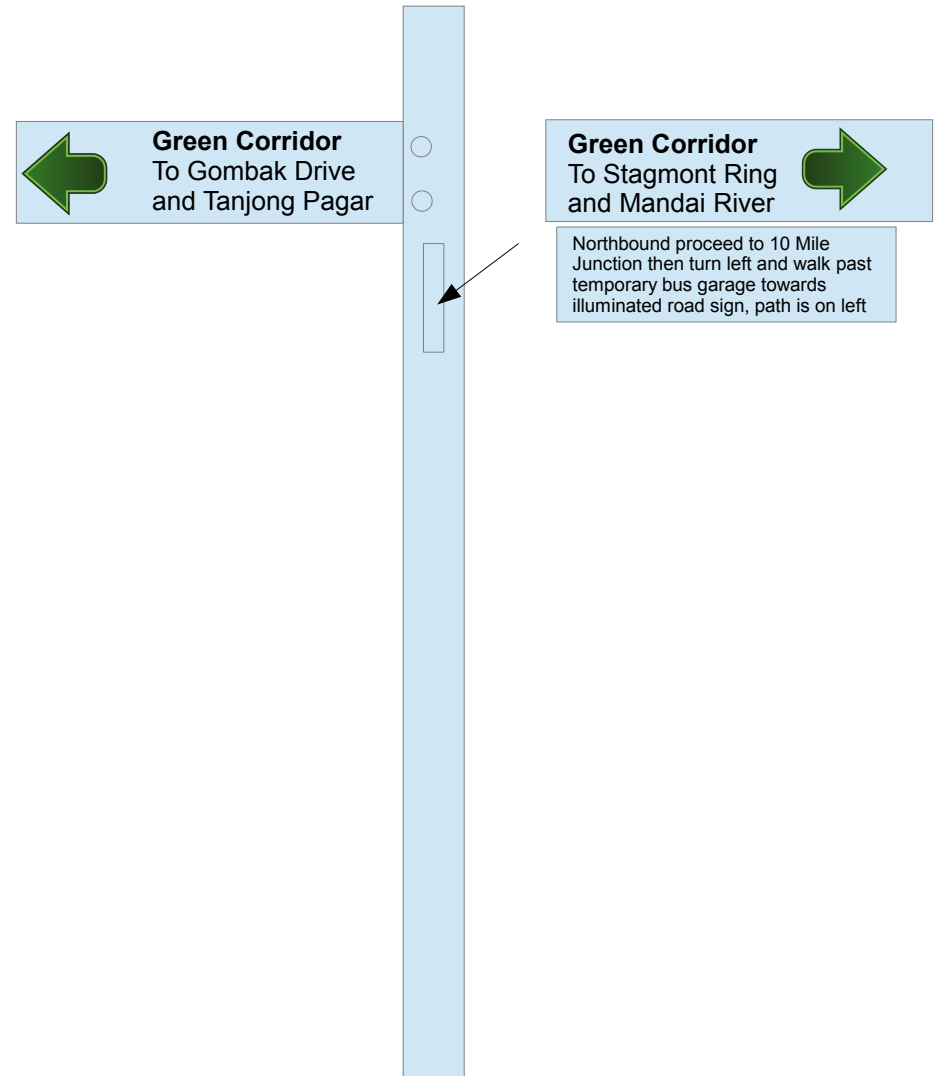 Green Corridor
To Gombak Drive
and Tanjong Pagar
Green Corridor
To Stagmont Ring
and Mandai River
Northbound proceed to 10 Mile
Junction then turn left and walk past
temporary bus garage towards
illuminated road sign, path is on left